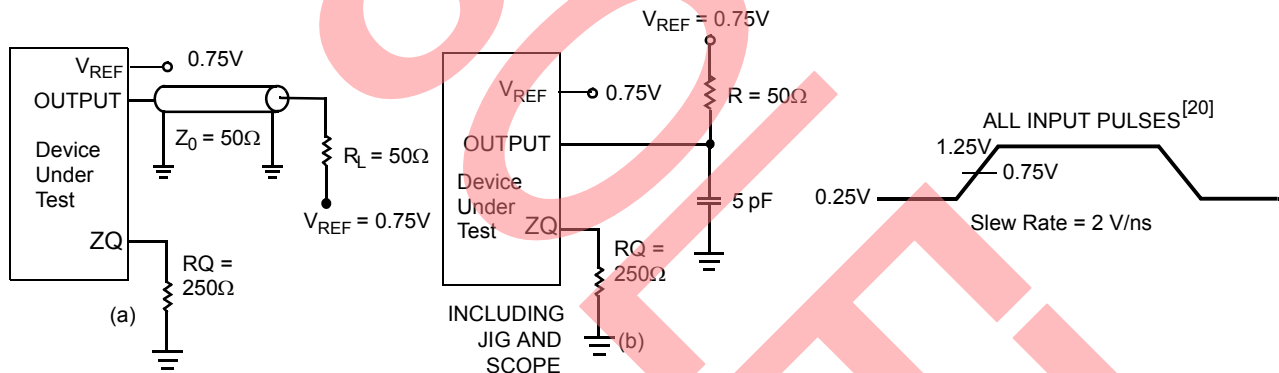 V_REF
0.75V
OUTPUT
Z_0 = 50Ω
Device
Under
Test
R_L = 50Ω
V_REF = 0.75V
ZQ
RQ =
250Ω
(a)
V_REF = 0.75V
V_REF
0.75V
R = 50Ω
OUTPUT
Device
Under
Test
5 pF
ZQ
RQ =
250Ω
INCLUDING
JIG AND
SCOPE
(b)
ALL INPUT PULSES[20]
1.25V
0.75V
0.25V
Slew Rate = 2 V/ns